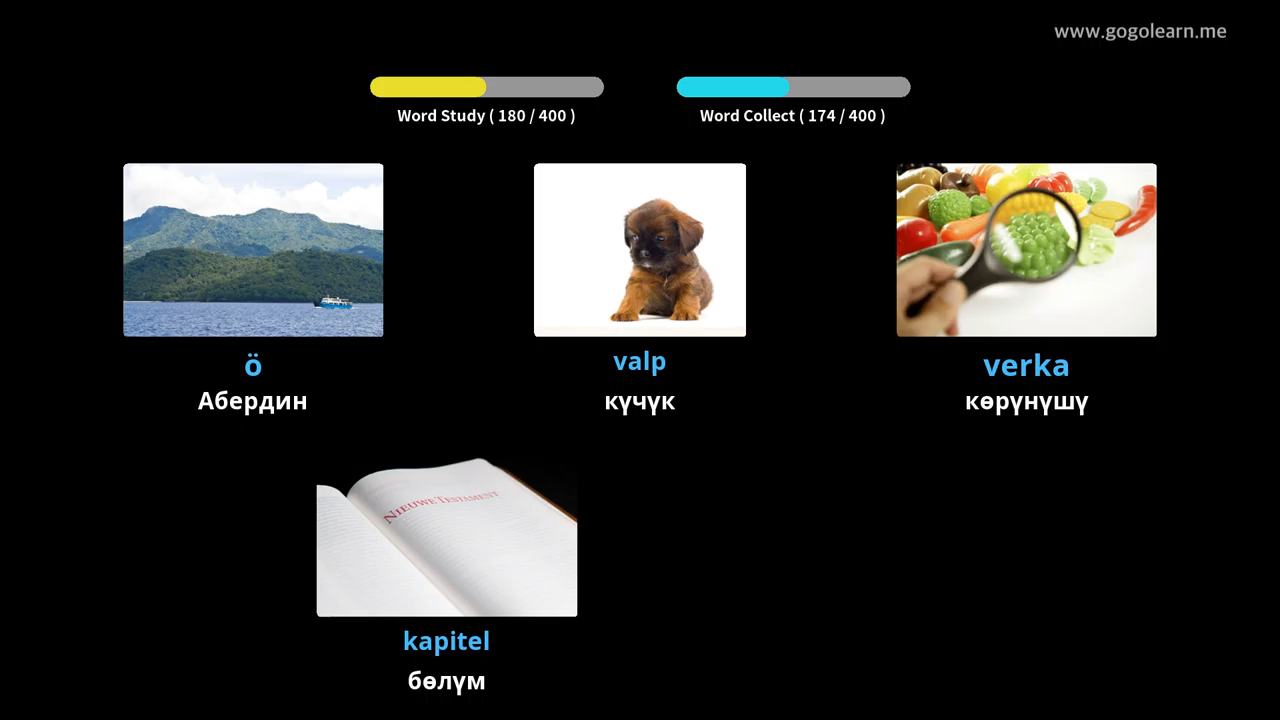 www.gogolearn.me
Word Study ( 180 / 400 )
Word Collect ( 174 / 400 )
ö
Абердин
valp
күчүк
verka
көрүнүшү
NIEUWE TESTAMENT
kapitel
бөлүм